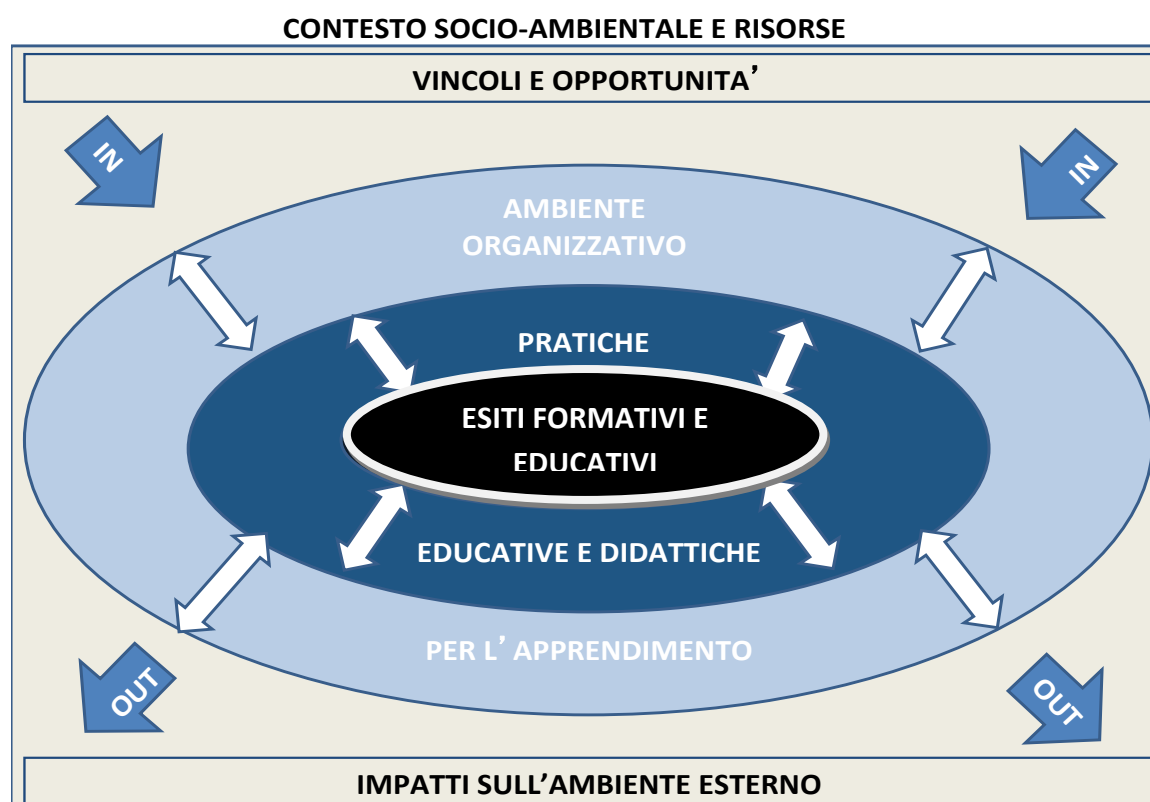 CONTESTO SOCIO-AMBIENTALE E RISORSE
VINCOLI E OPPORTUNITA’
IN
IN
AMBIENTE
ORGANIZZATIVO
PRATICHE
ESITI FORMATIVI E
EDUCATIVI
EDUCATIVE E DIDATTICHE
PER L’ APPRENDIMENTO
OUT
OUT
IMPATTI SULL’AMBIENTE ESTERNO